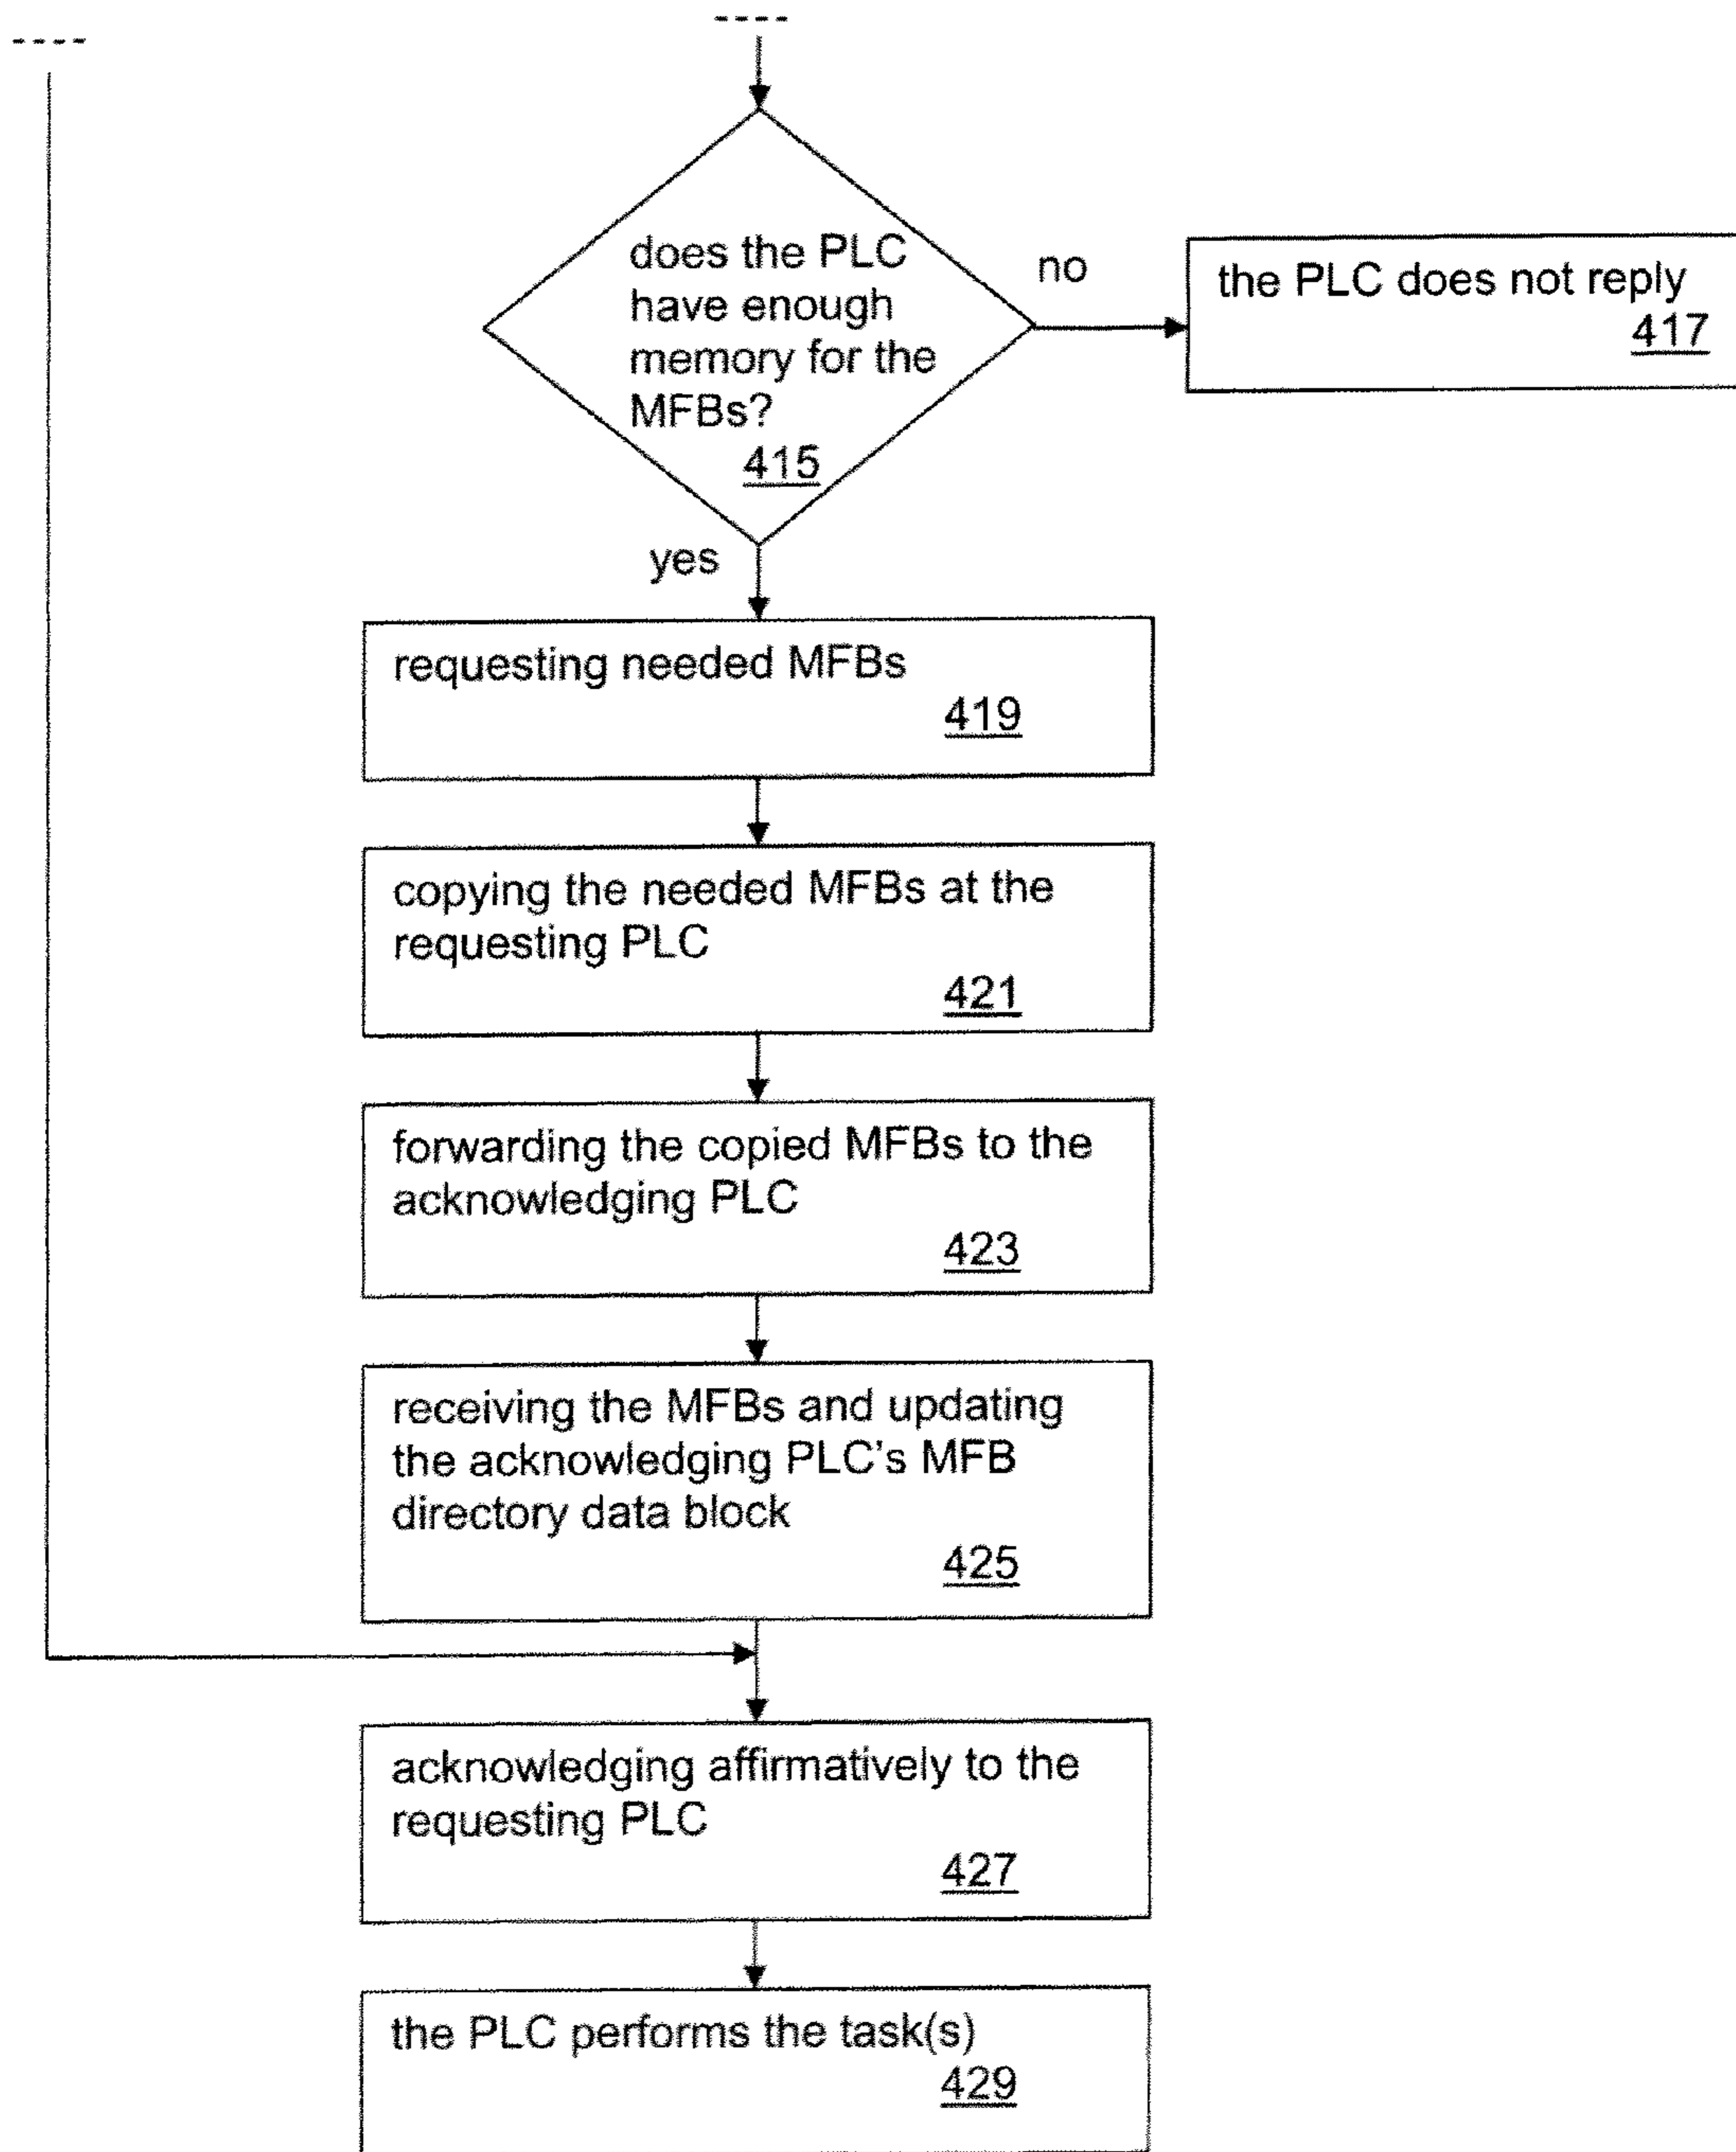 does the PLC
have enough
memory for the
MFBs?
415
no
the PLC does not reply
417
yes
requesting needed MFBs
419
copying the needed MFBs at the
requesting PLC
421
forwarding the copied MFBs to the
acknowledging PLC
423
receiving the MFBs and updating
the acknowledging PLC's MFB
directory data block
425
acknowledging affirmatively to the
requesting PLC
427
the PLC performs the task(s)
429